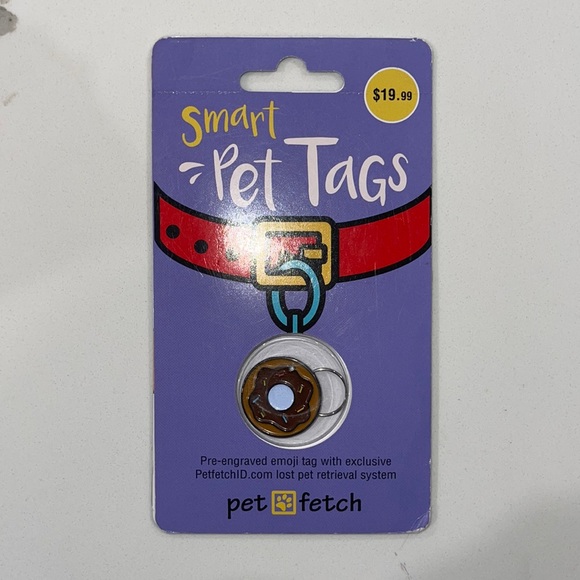 $19.99
Smart
Pet Tags
Pre-engraved emoji tag with exclusive
PetfetchID.com lost pet retrieval system
pet fetch